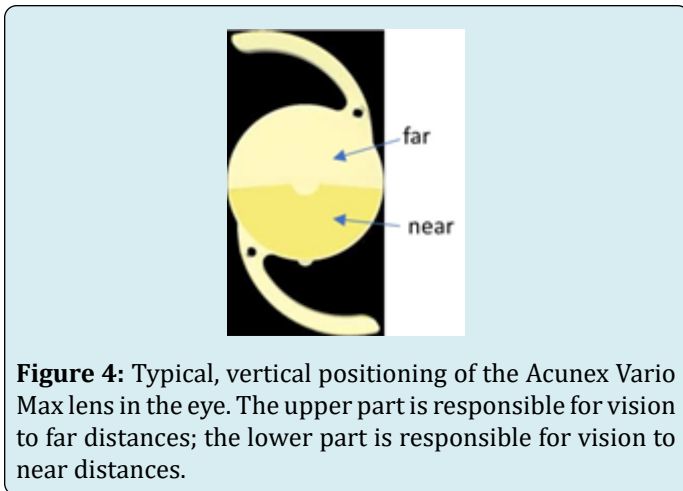 far
near
Figure 4: Typical, vertical positioning of the Acunex Vario
Max lens in the eye. The upper part is responsible for vision
to far distances; the lower part is responsible for vision to
near distances.